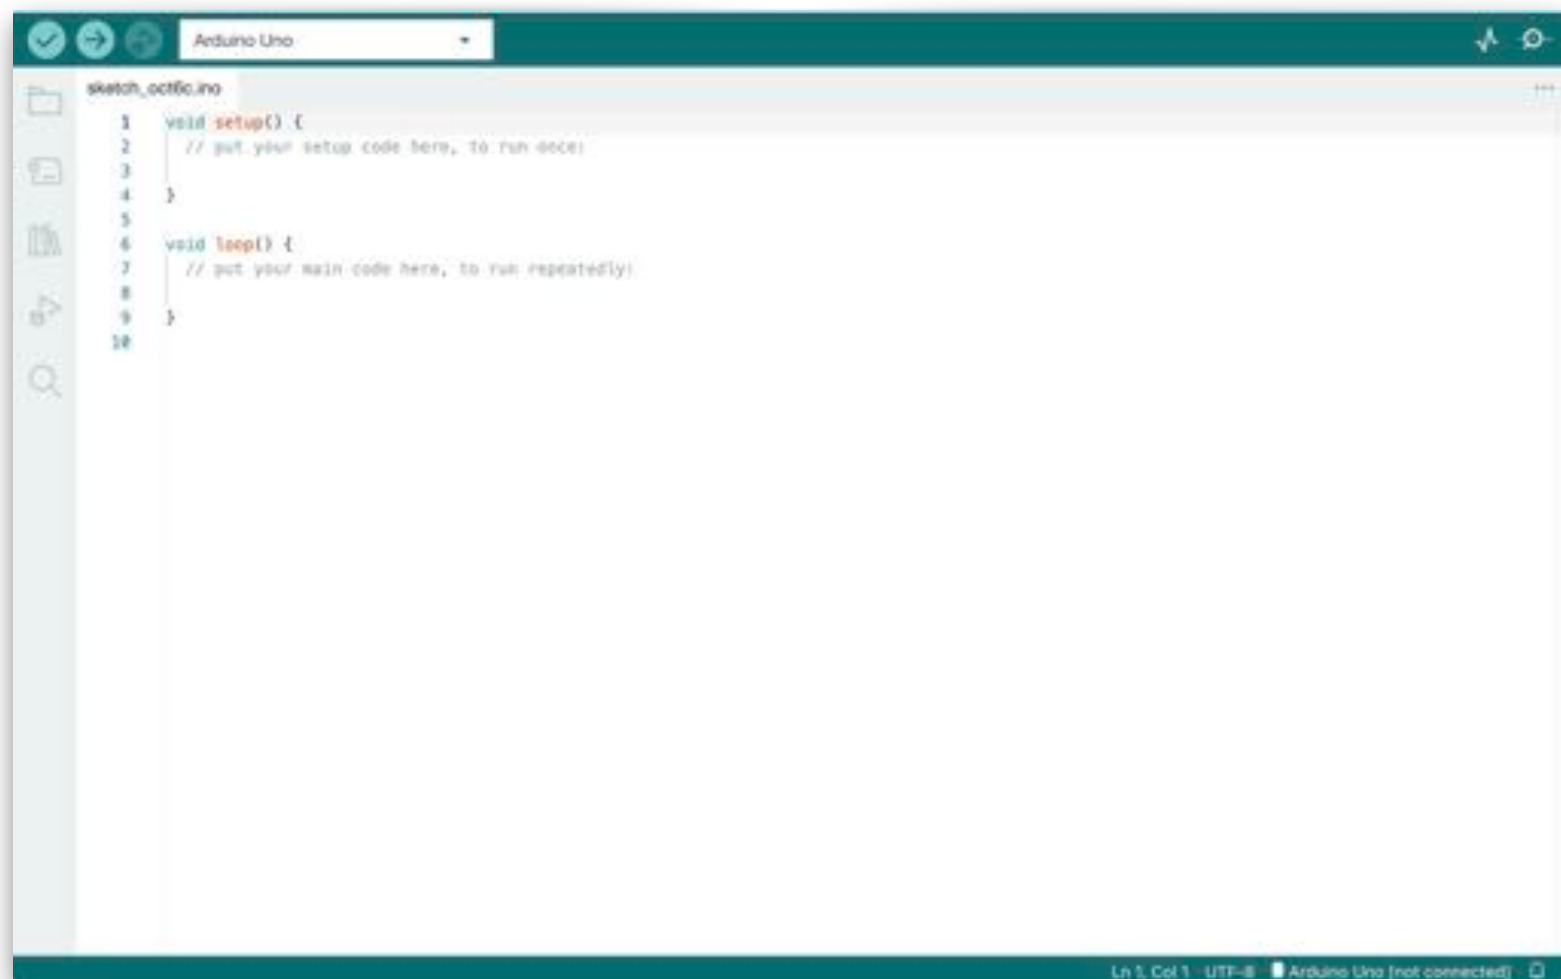 Arduino Uno
sketch_oct6c.ino
1 void setup() {
2 // put your setup code here, to run once:
3
4 }
5
6 void loop() {
7 // put your main code here, to run repeatedly:
8
9 }
10
Ln 1, Col 1 UTF-8 Arduino Uno [not connected]